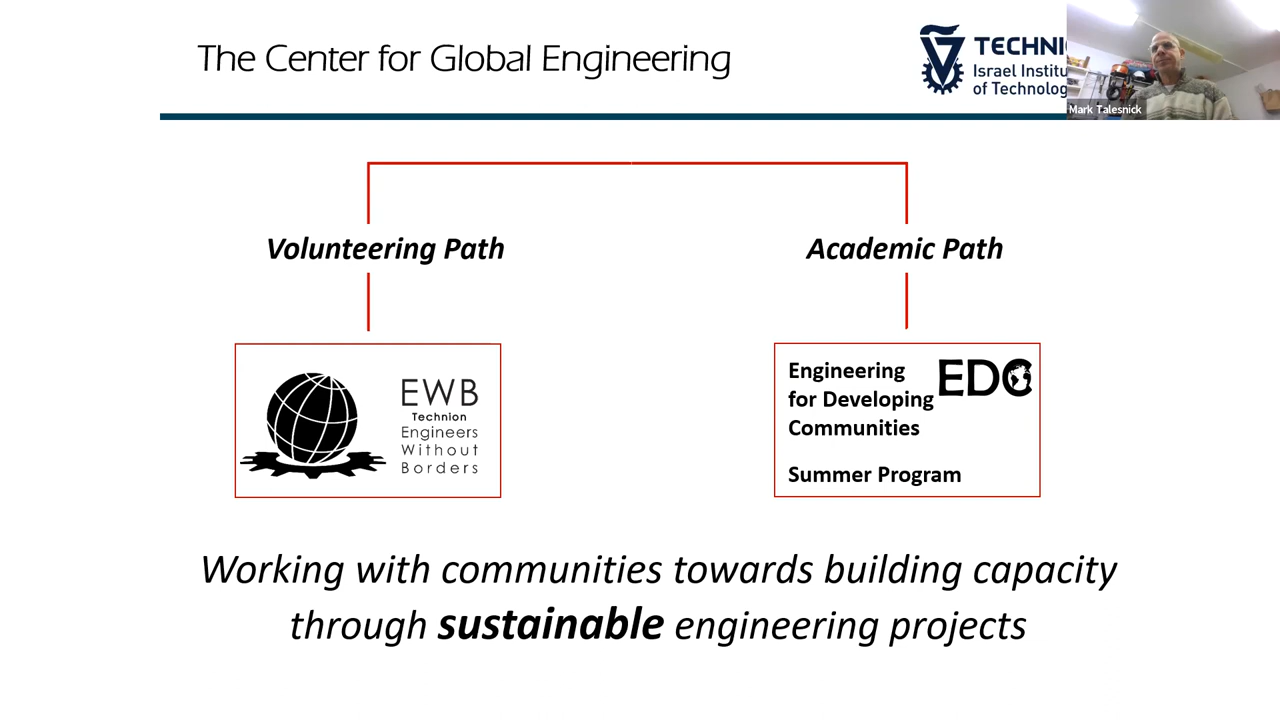 The Center for Global Engineering
TECHNI
Israel Institu
of Technolog
Mark Talesnick
Volunteering Path
Academic Path
EWB
Technion
Engineers
Without
Borders
Engineering
for Developing
Communities
EDC
Summer Program
Working with communities towards building capacity
through sustainable engineering projects